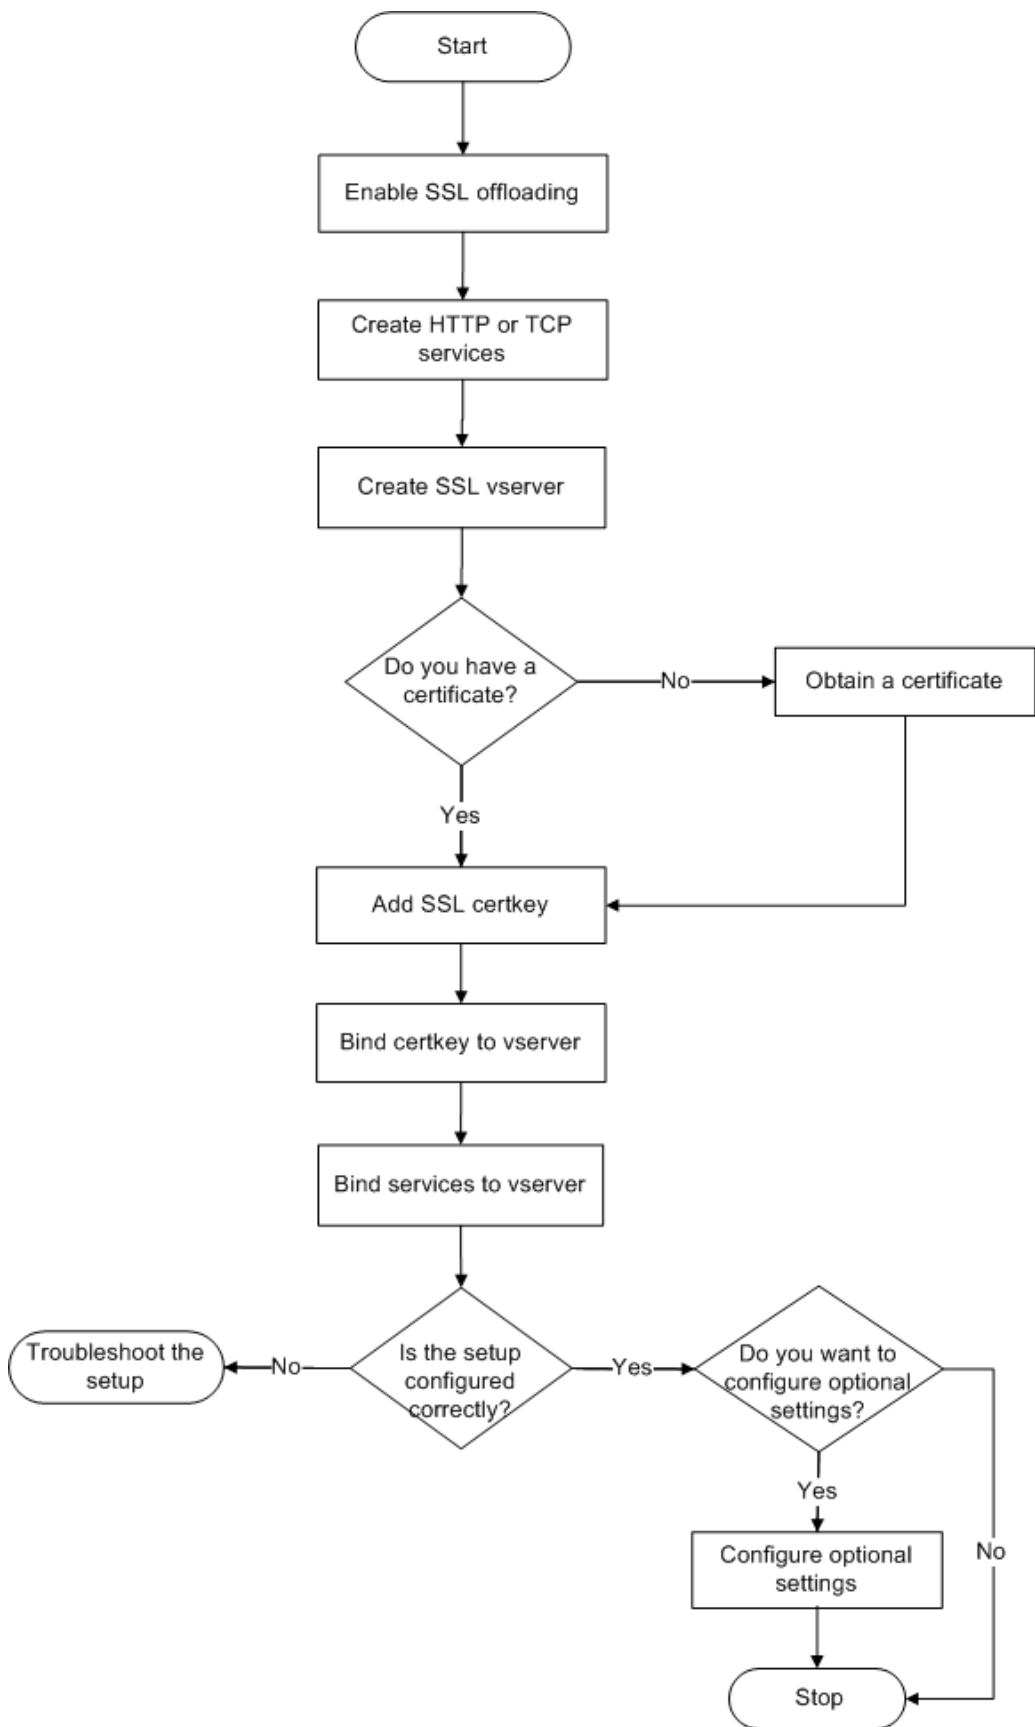 Start
Enable SSL offloading
Create HTTP or TCP
services
Create SSL vserver
Do you have a
certificate?
No
Obtain a certificate
Yes
Add SSL certkey
Bind certkey to vserver
Bind services to vserver
Troubleshoot the
setup
No
Is the setup
configured
correctly?
Yes
Do you want to
configure optional
settings?
Yes
Configure optional
settings
No
Stop